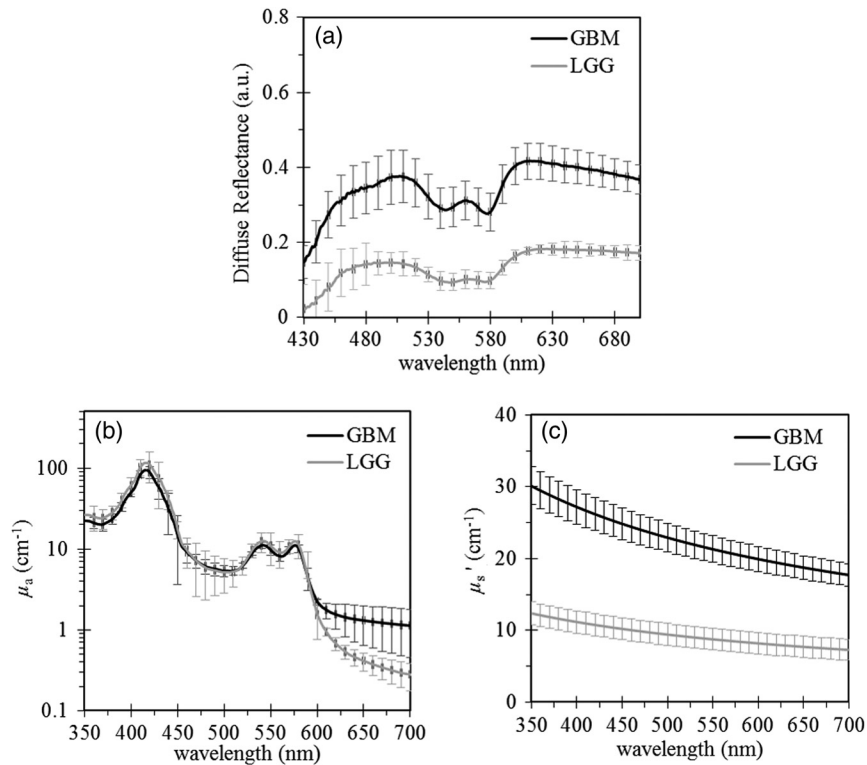 (a)
GBM
LGG
Diffuse Reflectance (a.u.)
0.8
0.6
0.4
0.2
0
430 480 530 580 630 680
wavelength (nm)
(b)
GBM
LGG
μa (cm-1)
100
10
1
0.1
350 400 450 500 550 600 650 700
wavelength (nm)
(c)
GBM
LGG
μs' (cm-1)
40
30
20
10
0
350 400 450 500 550 600 650 700
wavelength (nm)